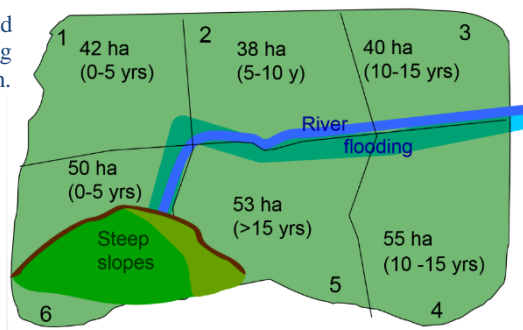 d
g
n.
1
42 ha
(0-5 yrs)
2
38 ha
(5-10 y)
3
40 ha
(10-15 yrs)
River
flooding
50 ha
(0-5 yrs)
53 ha
(>15 yrs)
Steep
slopes
55 ha
(10 -15 yrs)
5
4
6